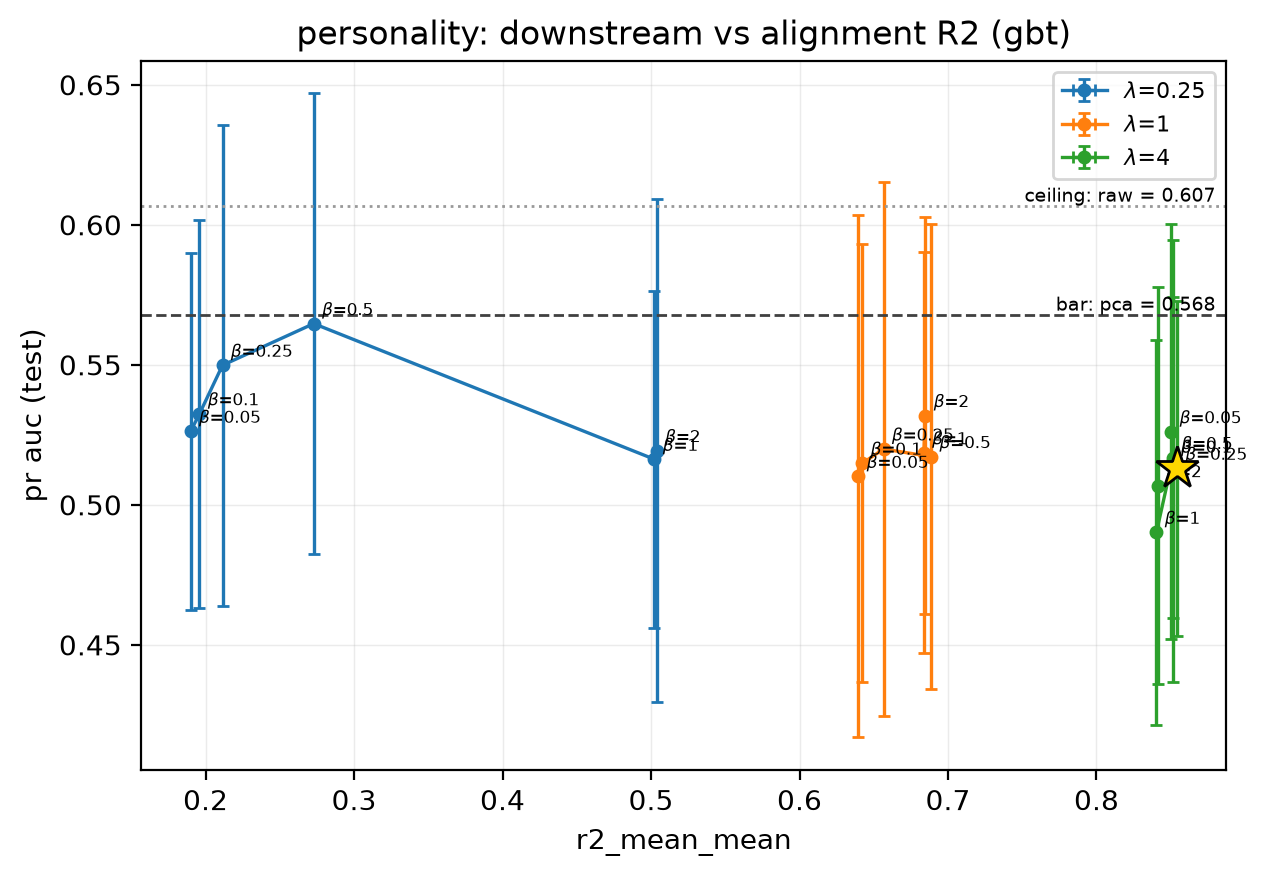 personality: downstream vs alignment R2 (gbt)
λ=0.25
λ=1
λ=4
ceiling: raw = 0.607
bar: pca = 0.568
0.65
0.60
0.55
0.50
0.45
pr auc (test)
β=0.5
β=0.25
β=0.1
β=0.05
β=2
β=1
β=2
β=0.25
β=1
β=0.5
β=0.1
β=0.05
β=0.05
β=0.5
β=0.25
β=1
0.2
0.3
0.4
0.5
0.6
0.7
0.8
r2_mean_mean